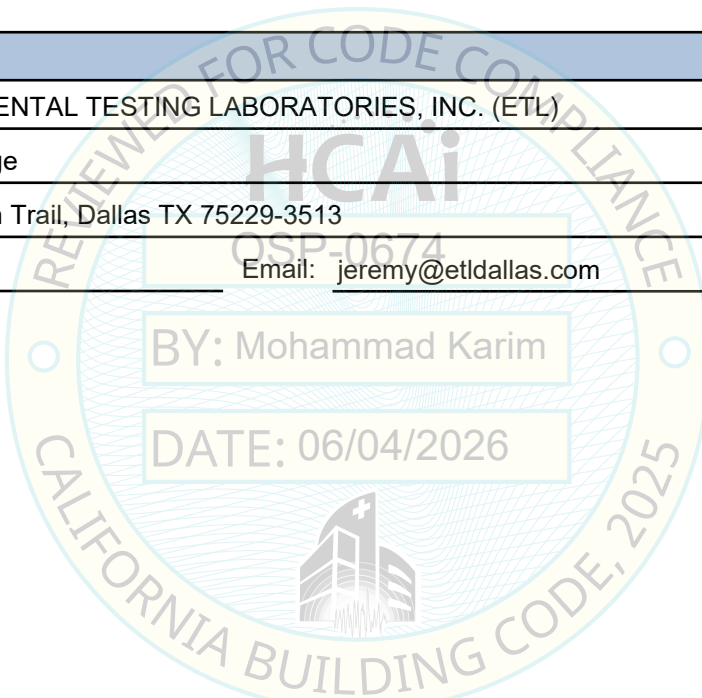 ENTAL TESTING LABORATORIES, INC. (ETL)
ge
Trail, Dallas TX 75229-3513
Email: jeremy@etldallas.com
REVIEWED FOR CODE COMPLIANCE
HCAi
OSP-0674
BY: Mohammad Karim
DATE: 06/04/2026
CALIFORNIA BUILDING CODE, 2025